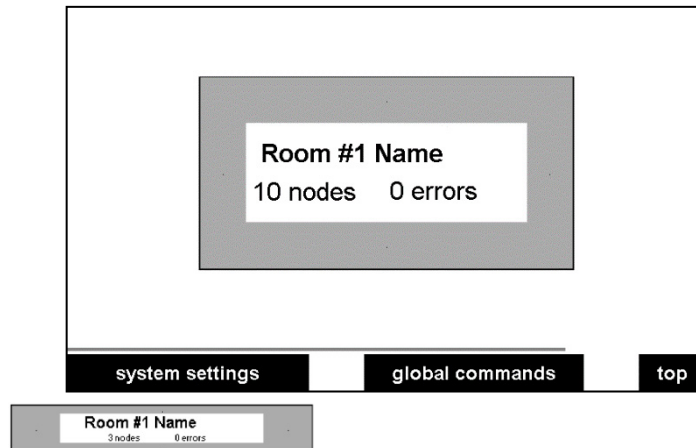 Room #1 Name
10 nodes 0 errors
system settings global commands top
Room #1 Name
3 nodes 0 errors